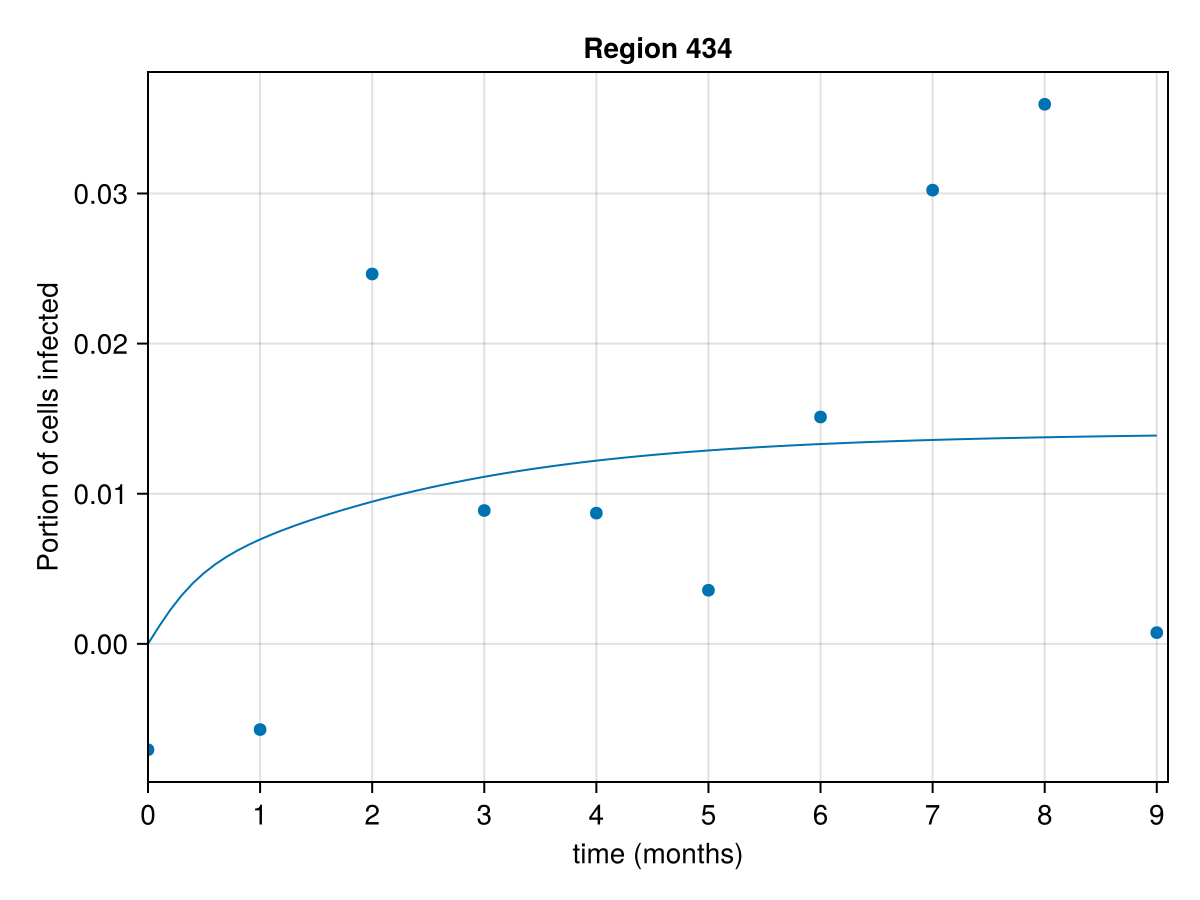 Region 434
Portion of cells infected
0.03
0.02
0.01
0.00
0 1 2 3 4 5 6 7 8 9
time (months)